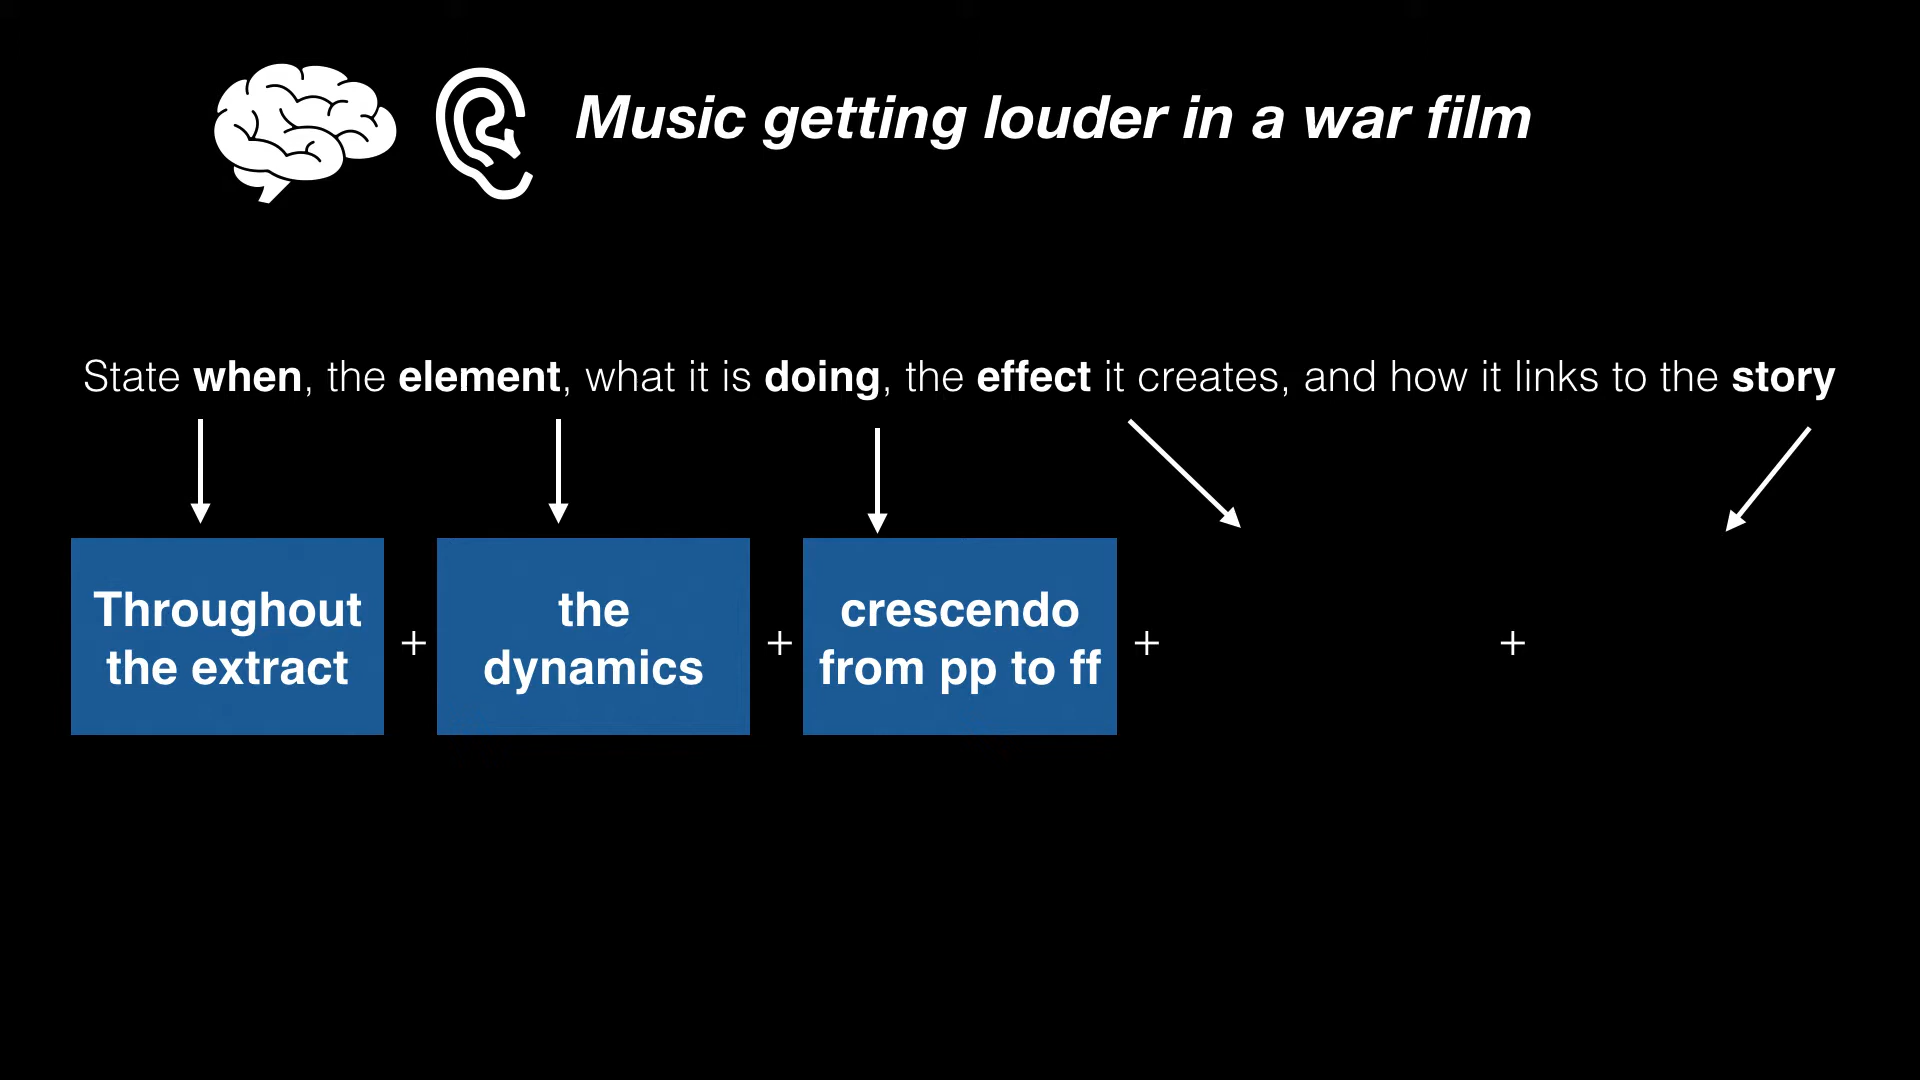 Music getting louder in a war film
State when, the element, what it is doing, the effect it creates, and how it links to the story
Throughout
the extract
+
the
dynamics
+
crescendo
from pp to ff
+
+